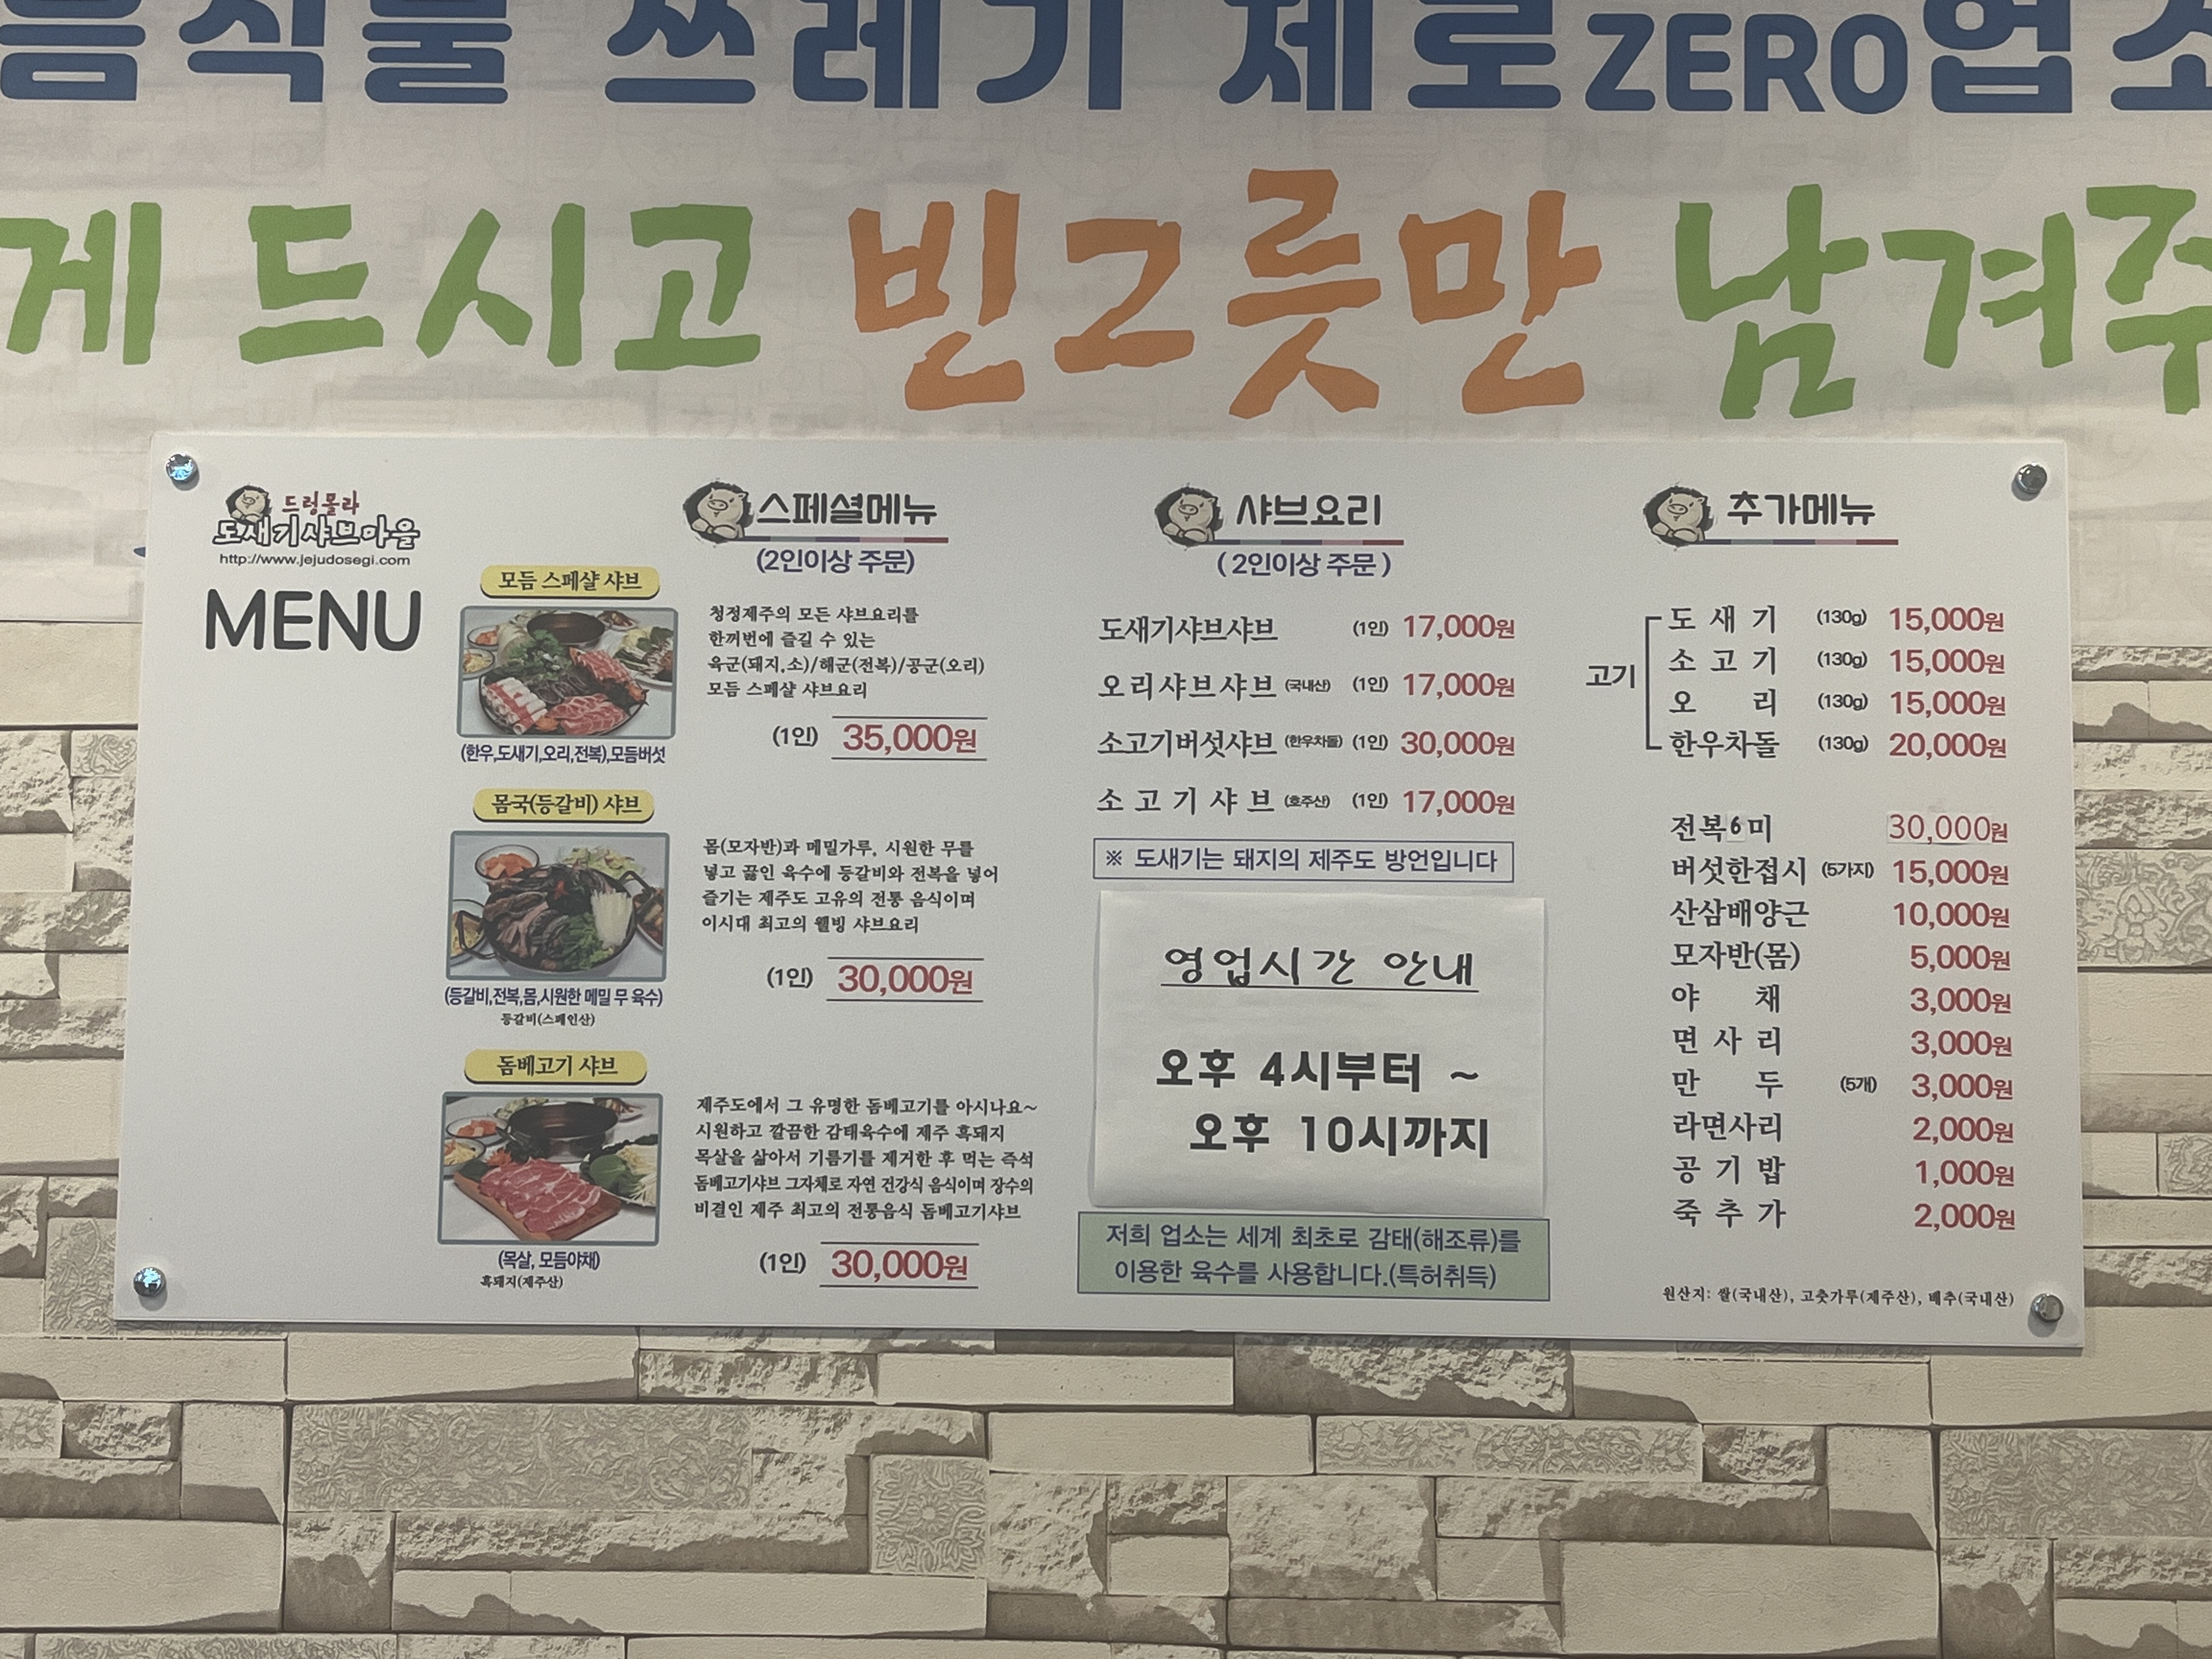 음식물 쓰레기 제로ZERO업소
게 드시고 빈그릇만 남겨주
드렁몰라
도새기샤브마을
http://www.jejudosegi.com
MENU
스페셜메뉴
(2인이상 주문)
모듬 스페샬 샤브
청정제주의 모든 샤브요리를
한꺼번에 즐길 수 있는
육군(돼지,소)/해군(전복)/공군(오리)
모듬 스페샬 샤브요리
(1인) 35,000원
(한우,도새기,오리,전복),모듬버섯
몸국(등갈비) 샤브
몸(모자반)과 메밀가루, 시원한 무를
넣고 끓인 육수에 등갈비와 전복을 넣어
즐기는 제주도 고유의 전통 음식이며
이시대 최고의 웰빙 샤브요리
(1인) 30,000원
(등갈비,전복,몸,시원한 메밀 무 육수)
등갈비(스페인산)
돔베고기 샤브
제주도에서 그 유명한 돔베고기를 아시나요~
시원하고 깔끔한 감태육수에 제주 흑돼지
목살을 삶아서 기름기를 제거한 후 먹는 즉석
돔베고기샤브 그자체로 자연 건강식 음식이며 장수의
비결인 제주 최고의 전통음식 돔베고기샤브
(1인) 30,000원
(목살, 모듬야채)
흑돼지(제주산)
샤브요리
( 2인이상 주문 )
도새기샤브샤브 (1인) 17,000원
오리샤브샤브 (국내산) (1인) 17,000원
소고기버섯샤브 (한우차돌) (1인) 30,000원
소고기샤브 (호주산) (1인) 17,000원
※ 도새기는 돼지의 제주도 방언입니다
영업시간 안내
오후 4시부터 ~
오후 10시까지
저희 업소는 세계 최초로 감태(해조류)를
이용한 육수를 사용합니다.(특허취득)
추가메뉴
고기
도새기 (130g) 15,000원
소고기 (130g) 15,000원
오리 (130g) 15,000원
한우차돌 (130g) 20,000원
전복6미 30,000원
버섯한접시 (5가지) 15,000원
산삼배양근 10,000원
모자반(몸) 5,000원
야채 3,000원
면사리 3,000원
만두 (5개) 3,000원
라면사리 2,000원
공기밥 1,000원
죽추가 2,000원
원산지: 쌀(국내산), 고춧가루(제주산), 배추(국내산)